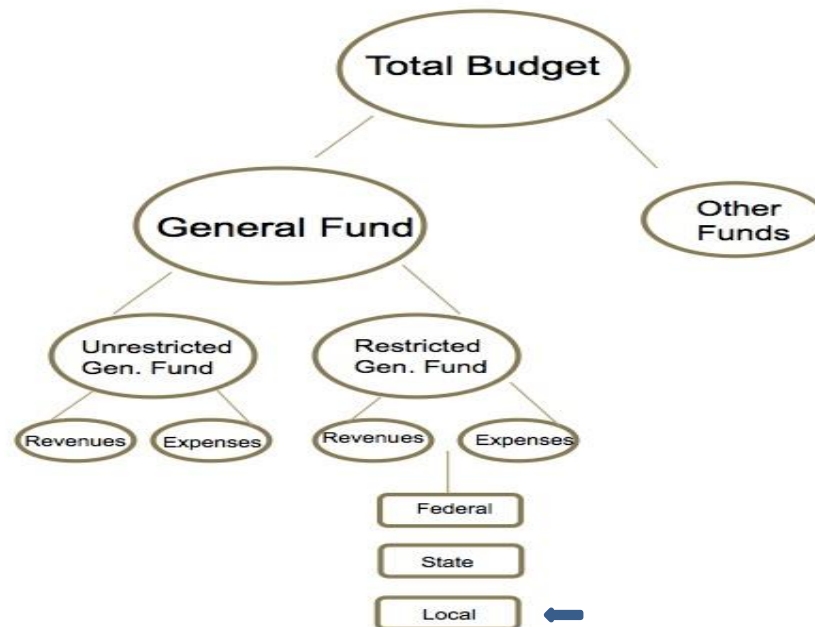 Total Budget
General Fund
Other
Funds
Unrestricted
Gen. Fund
Restricted
Gen. Fund
Revenues
Expenses
Revenues
Expenses
Federal
State
Local